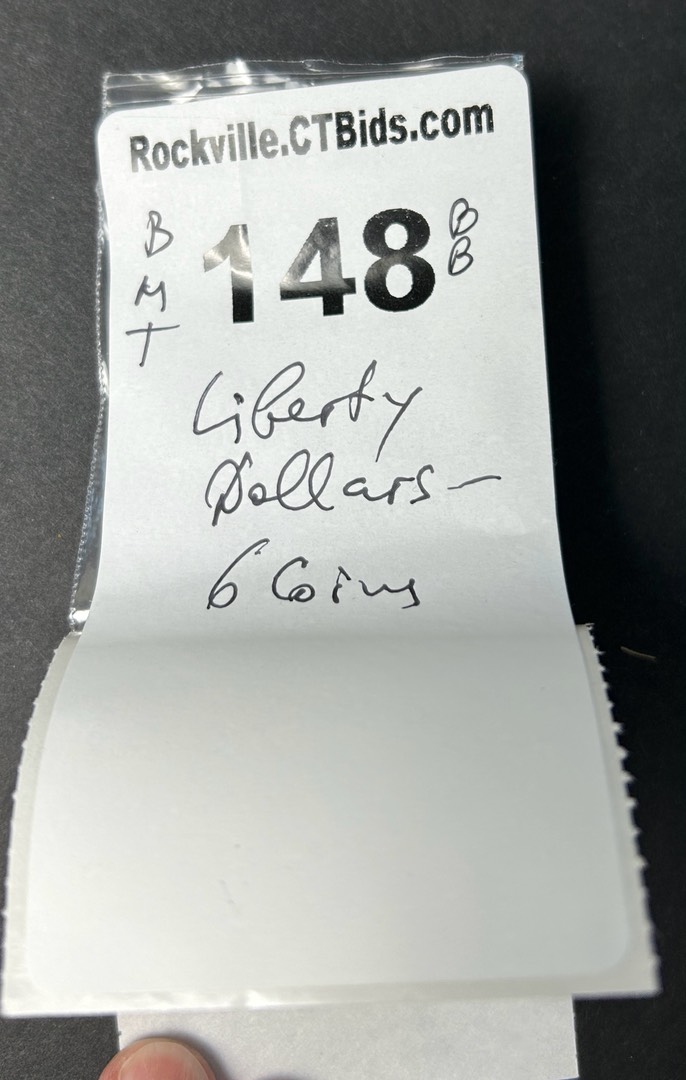 Rockville.CTBids.com
B
M
T
148
B
B
Liberty
Dollars-
6 Coins